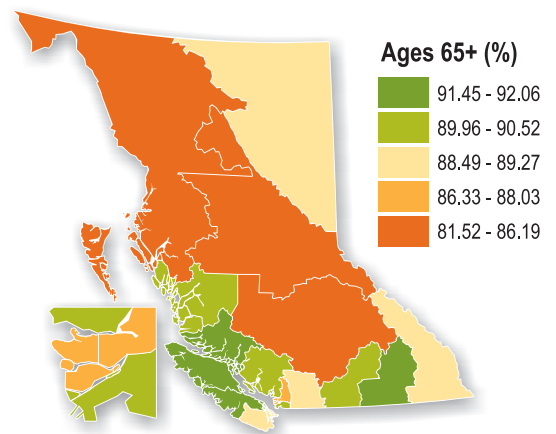 Ages 65+ (%)
91.45 - 92.06
89.96 - 90.52
88.49 - 89.27
86.33 - 88.03
81.52 - 86.19